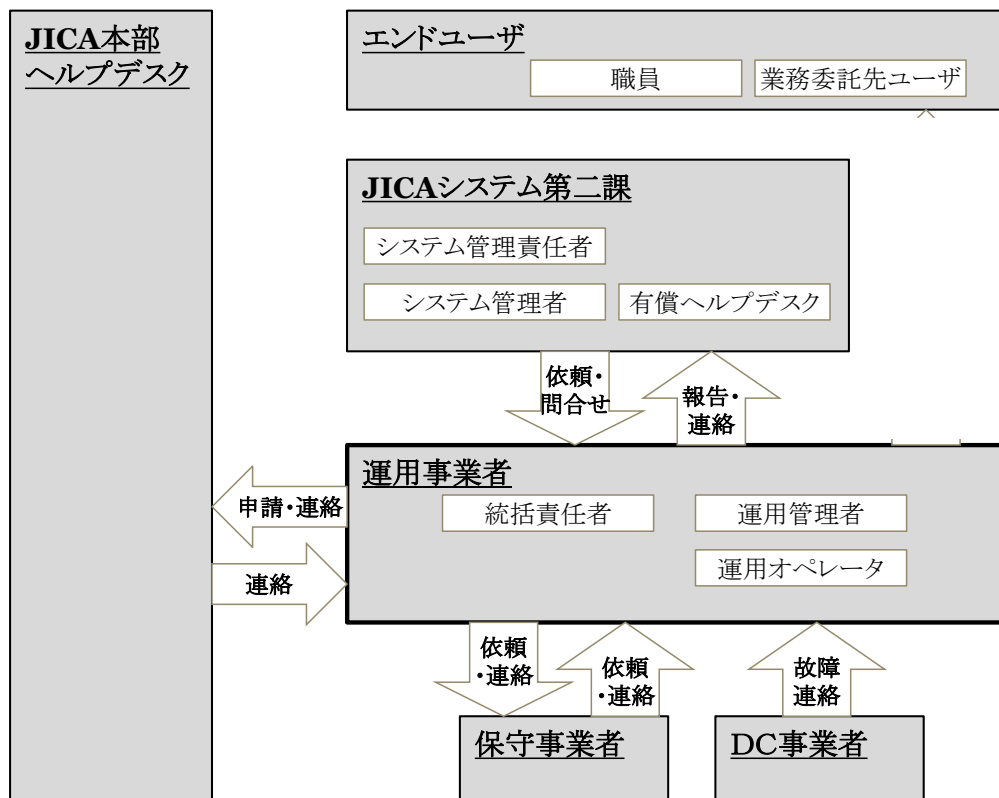 JICA本部
ヘルプデスク
エンドユーザ
職員
業務委託先ユーザ
JICAシステム第二課
システム管理責任者
システム管理者
有償ヘルプデスク
依頼・
問合せ
報告・
連絡
運用事業者
統括責任者
運用管理者
運用オペレータ
申請・連絡
連絡
依頼
・連絡
依頼
・連絡
故障
連絡
保守事業者
DC事業者